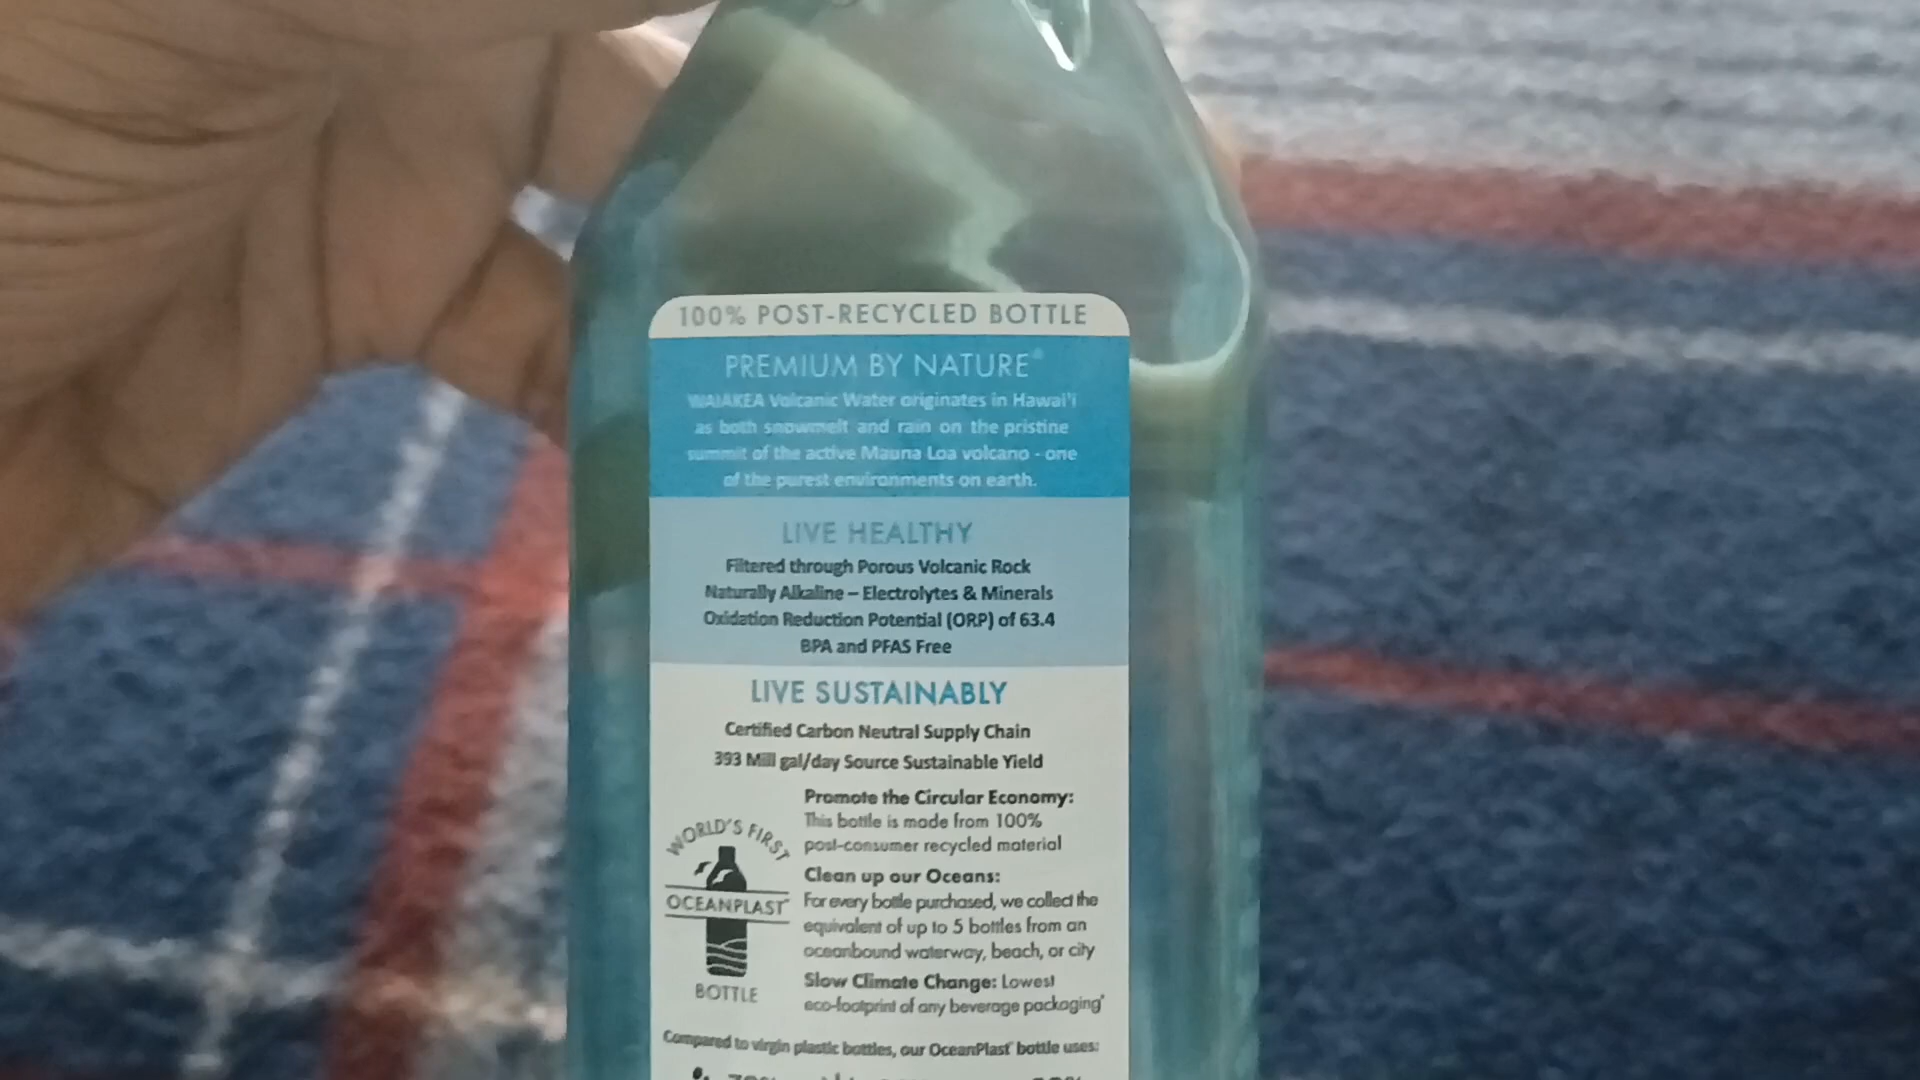 100% POST-RECYCLED BOTTLE
PREMIUM BY NATURE®
WAIAKEA Volcanic Water originates in Hawai'i
as both snowmelt and rain on the pristine
summit of the active Mauna Loa volcano - one
of the purest environments on earth.
LIVE HEALTHY
Filtered through Porous Volcanic Rock
Naturally Alkaline – Electrolytes & Minerals
Oxidation Reduction Potential (ORP) of 63.4
BPA and PFAS Free
LIVE SUSTAINABLY
Certified Carbon Neutral Supply Chain
393 Mill gal/day Source Sustainable Yield
WORLD'S FIRST
OCEANPLAST
BOTTLE
Promote the Circular Economy:
This bottle is made from 100%
post-consumer recycled material
Clean up our Oceans:
For every bottle purchased, we collect the
equivalent of up to 5 bottles from an
oceanbound waterway, beach, or city
Slow Climate Change: Lowest
eco-footprint of any beverage packaging
Compared to virgin plastic bottles, our OceanPlast bottle uses: